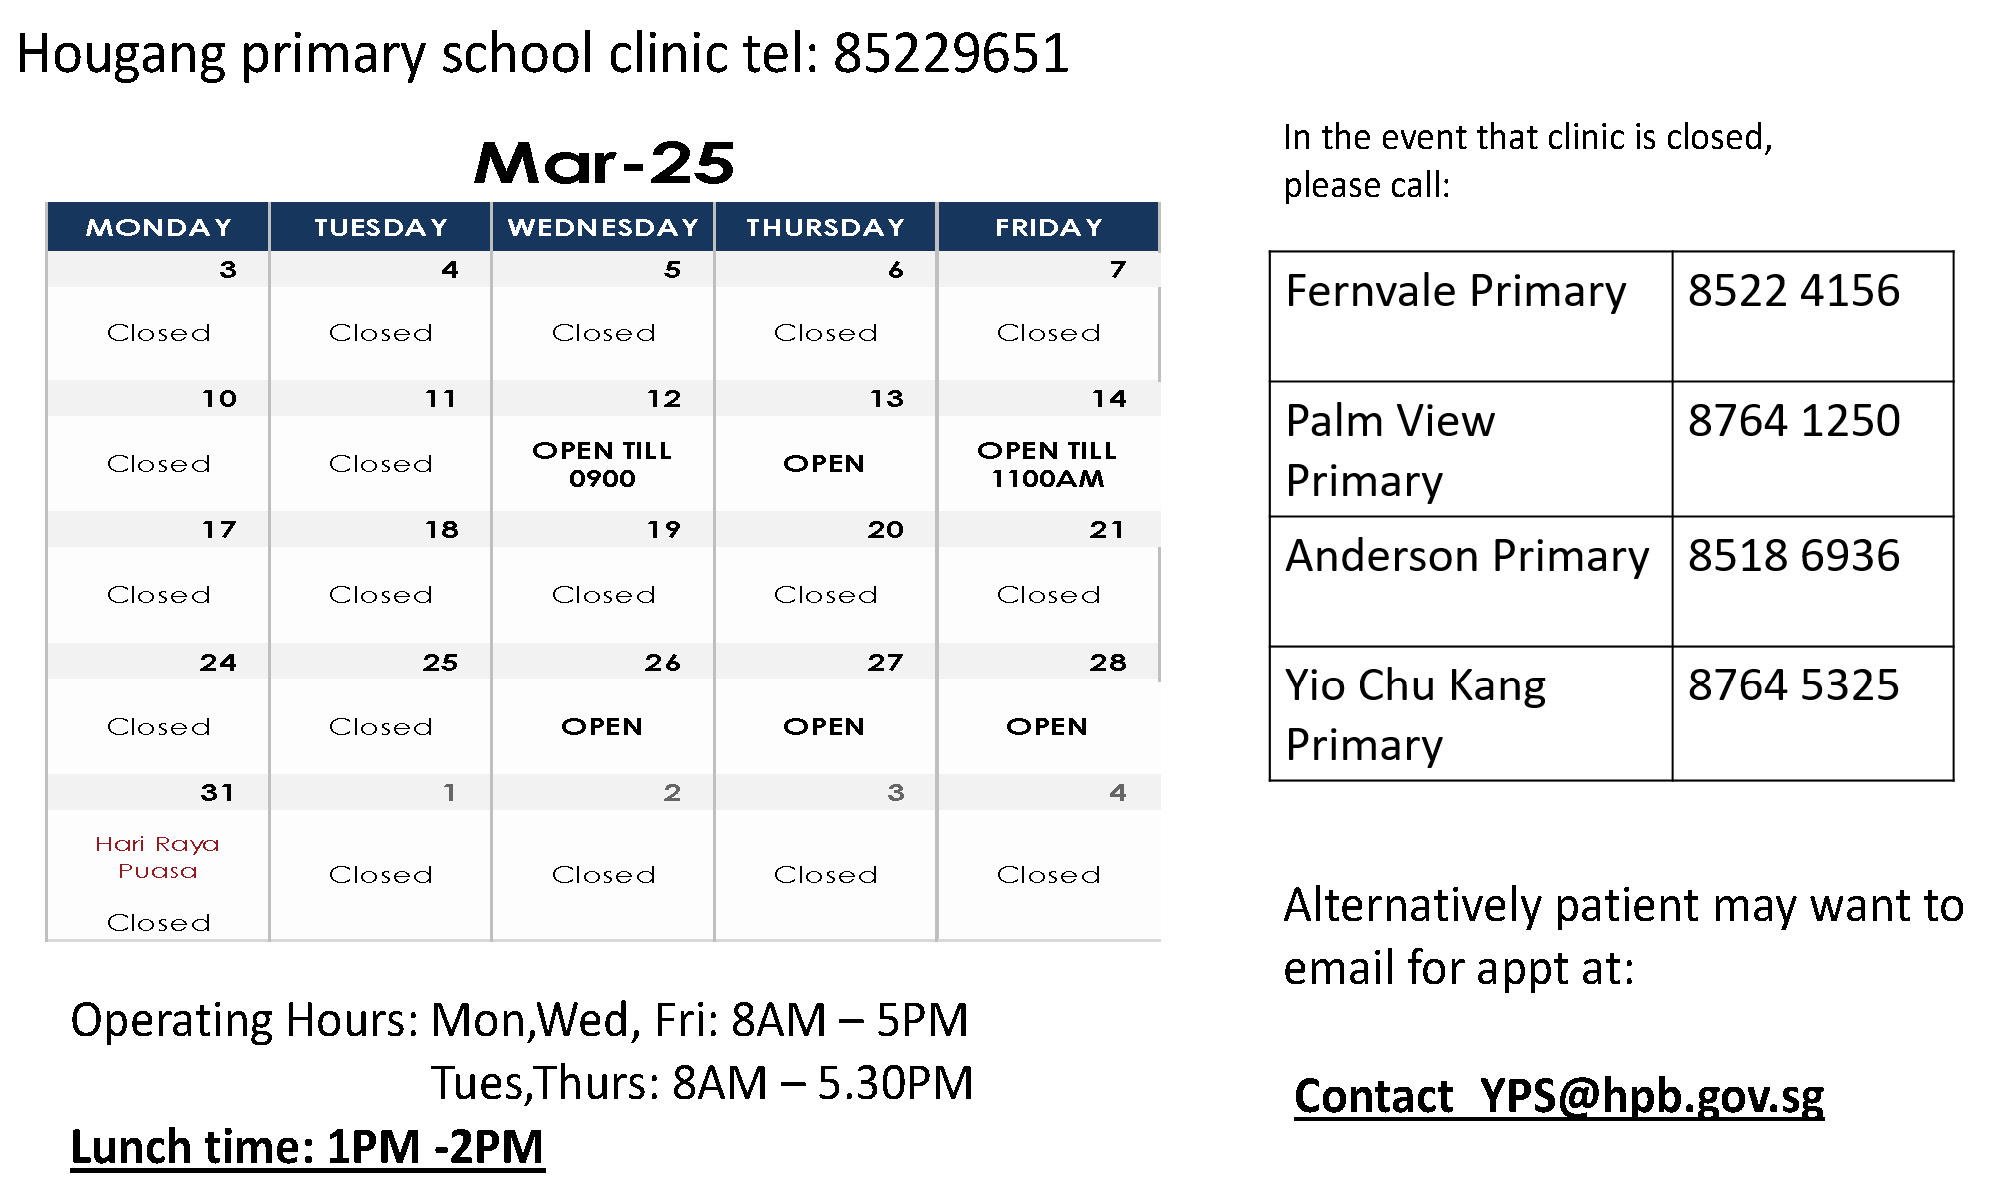 Hougang primary school clinic tel: 85229651
Mar-25
MONDAY TUESDAY WEDNESDAY THURSDAY FRIDAY
3 4 5 6 7
Closed Closed Closed Closed Closed
10 11 12 13 14
Closed Closed OPEN TILL 0900 OPEN OPEN TILL 1100AM
17 18 19 20 21
Closed Closed Closed Closed Closed
24 25 26 27 28
Closed Closed OPEN OPEN OPEN
31 1 2 3 4
Hari Raya
Puasa
Closed Closed Closed Closed Closed
Operating Hours: Mon,Wed, Fri: 8AM – 5PM
Tues,Thurs: 8AM – 5.30PM
Lunch time: 1PM -2PM
In the event that clinic is closed,
please call:
Fernvale Primary 8522 4156
Palm View 8764 1250
Primary
Anderson Primary 8518 6936
Yio Chu Kang 8764 5325
Primary
Alternatively patient may want to
email for appt at:
Contact_YPS@hpb.gov.sg